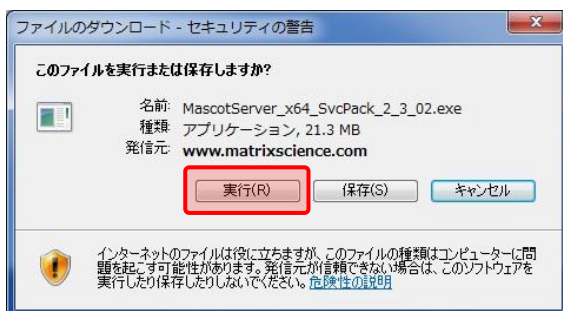 ファイルのダウンロード - セキュリティの警告
このファイルを実行または保存しますか?
名前: MascotServer_x64_SvcPack_2_3_02.exe
種類: アプリケーション, 21.3 MB
発信元: www.matrixscience.com
実行(R) 保存(S) キャンセル
インターネットのファイルは役に立ちますが、このファイルの種類はコンピューターに問
題を起こす可能性があります。発信元が信頼できない場合は、このソフトウェアを
実行したり保存したりしないでください。危険性の説明